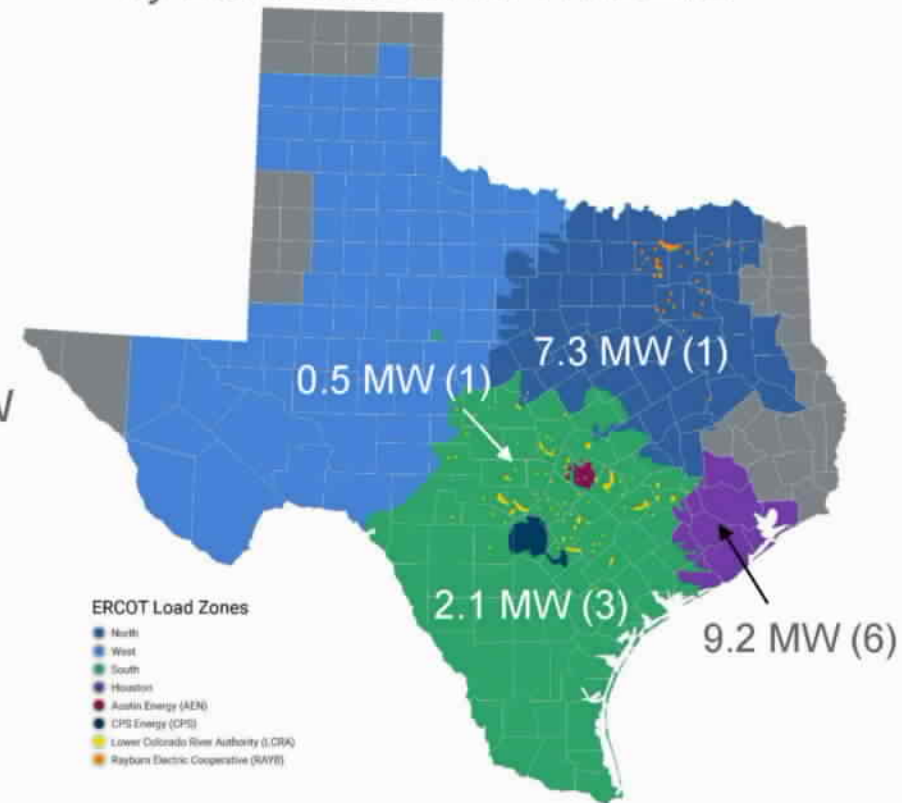 7.3 MW (1)
0.5 MW (1)
2.1 MW (3)
9.2 MW (6)
ERCOT Load Zones
North
West
South
Houston
Austin Energy (AEN)
CPS Energy (CPS)
Lower Colorado River Authority (LCRA)
Rayburn Electric Cooperative (RAYB)